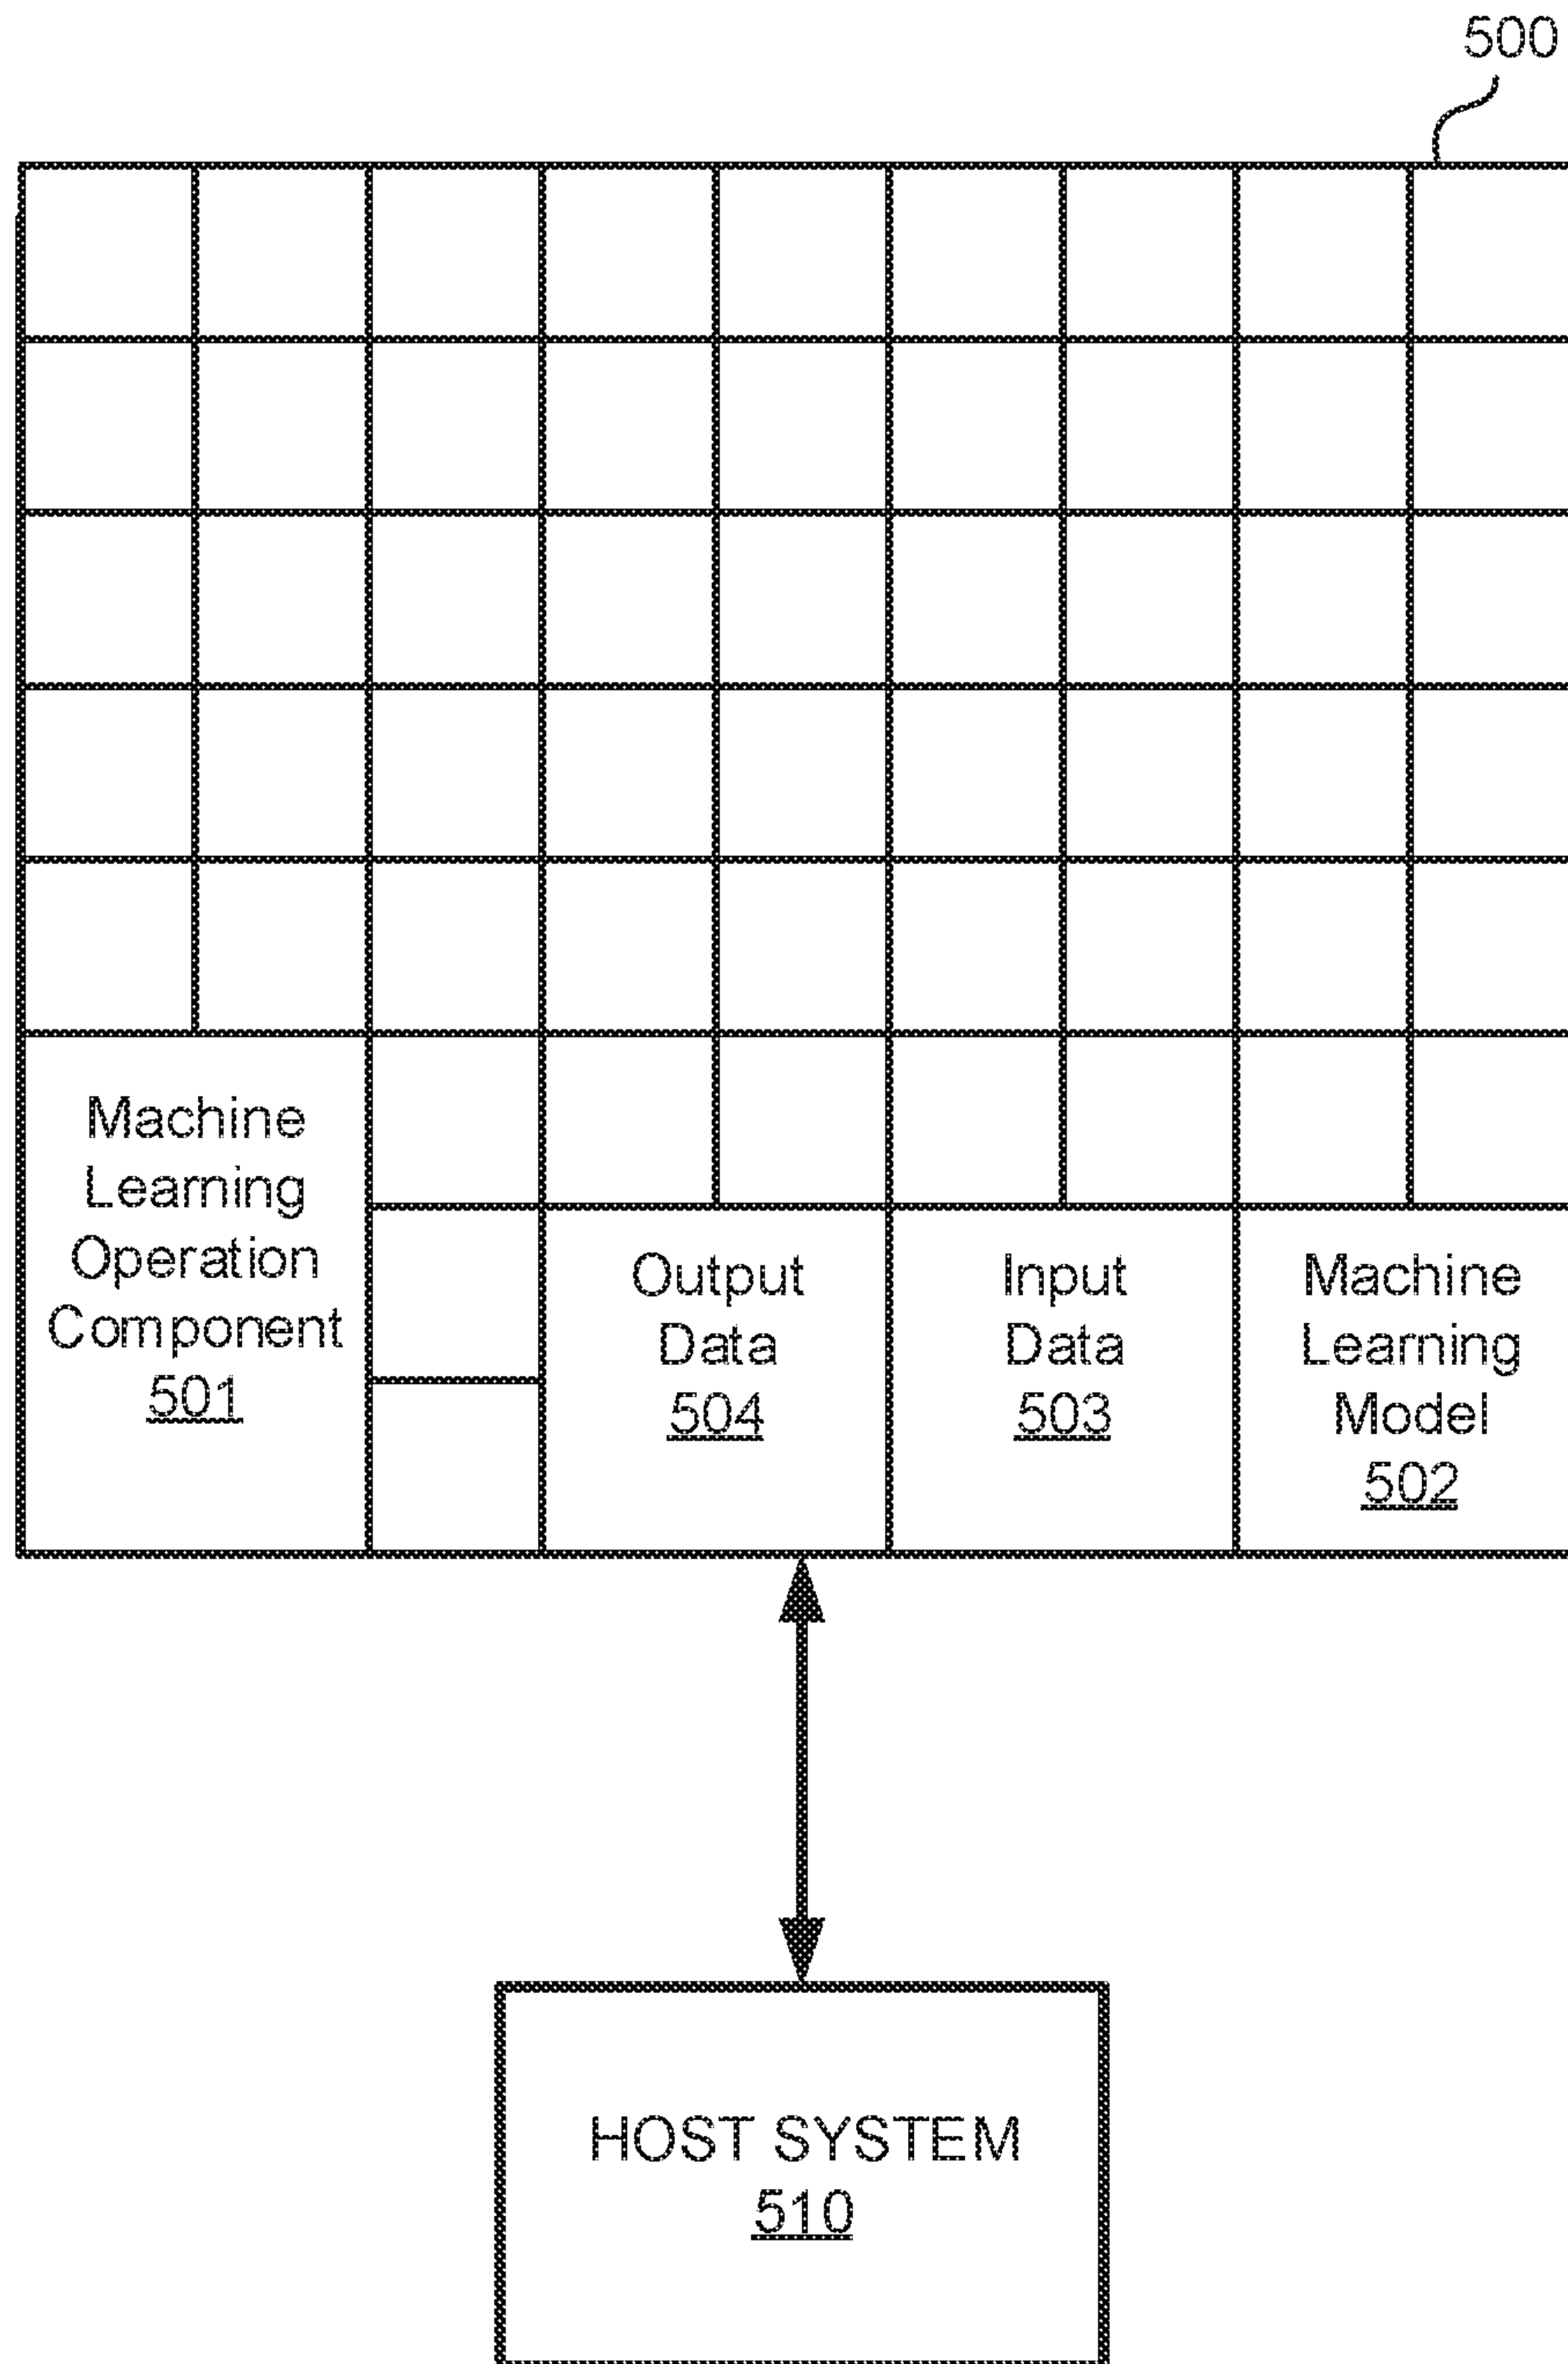 500
Machine
Learning
Operation
Component
501
Output
Data
504
Input
Data
503
Machine
Learning
Model
502
HOST SYSTEM
510